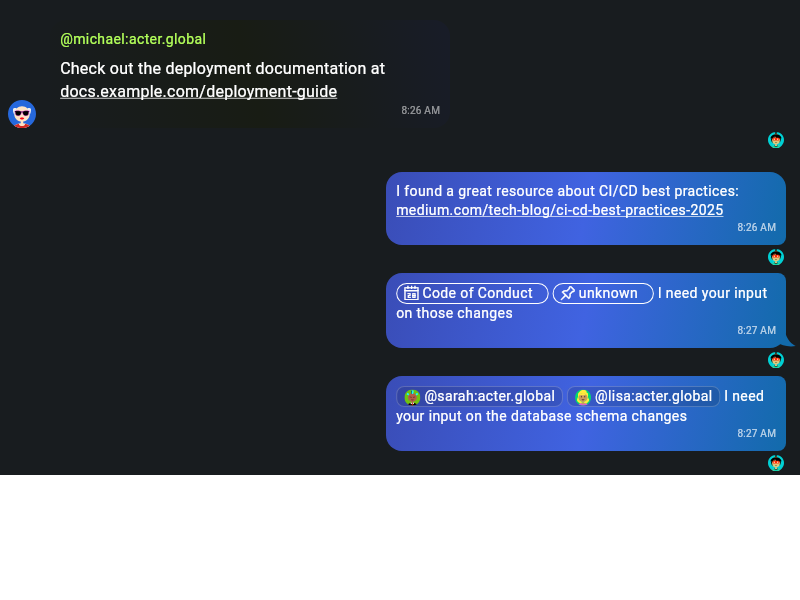 @michael:acter.global
Check out the deployment documentation at
docs.example.com/deployment-guide
8:26 AM
I found a great resource about CI/CD best practices:
medium.com/tech-blog/ci-cd-best-practices-2025
8:26 AM
28 Code of Conduct unknown I need your input
on those changes
8:27 AM
@sarah:acter.global @lisa:acter.global I need
your input on the database schema changes
8:27 AM